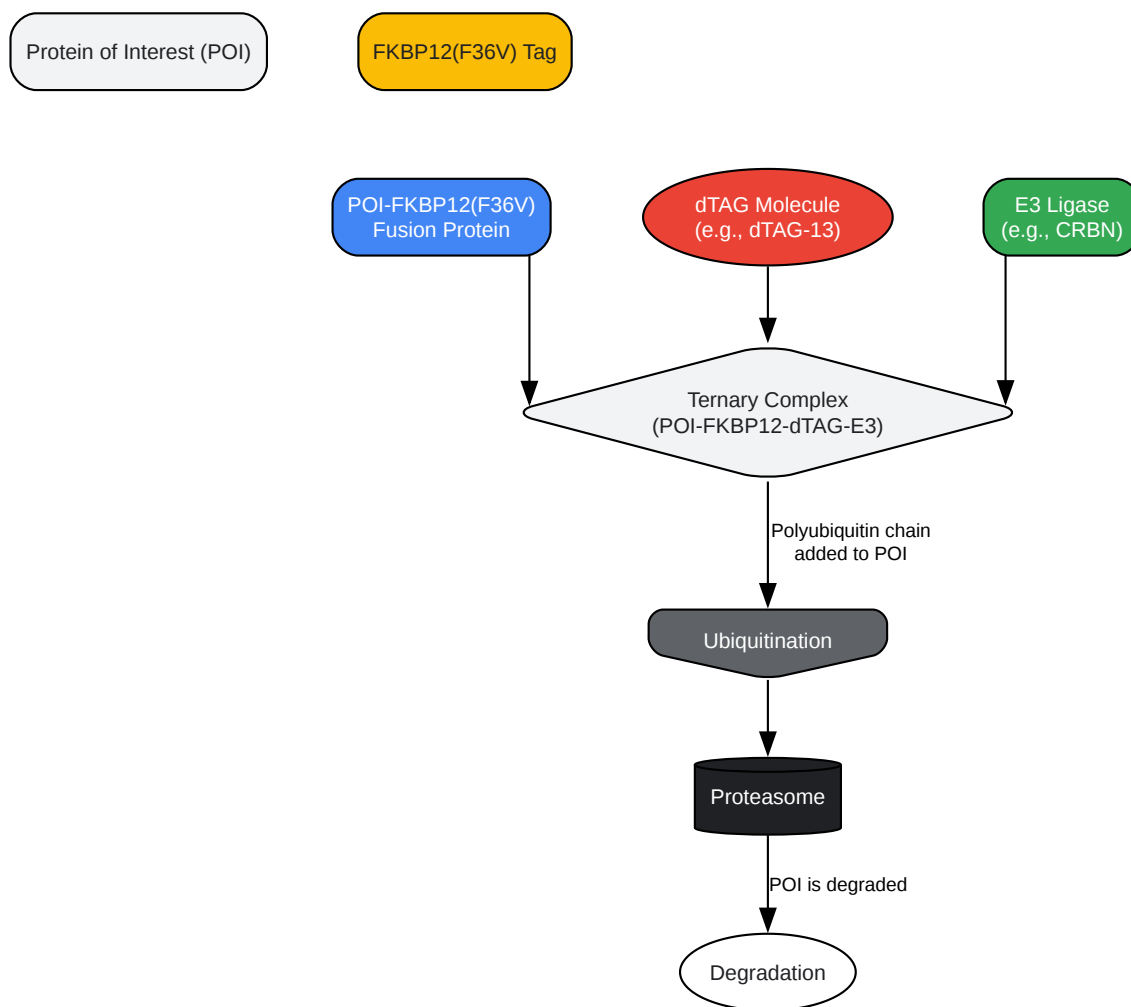 Protein of Interest (POI)
FKBP12(F36V) Tag
POI-FKBP12(F36V)
Fusion Protein
dTAG Molecule
(e.g., dTAG-13)
E3 Ligase
(e.g., CRBN)
Ternary Complex
(POI-FKBP12-dTAG-E3)
Polyubiquitin chain
added to POI
Ubiquitination
Proteasome
POI is degraded
Degradation